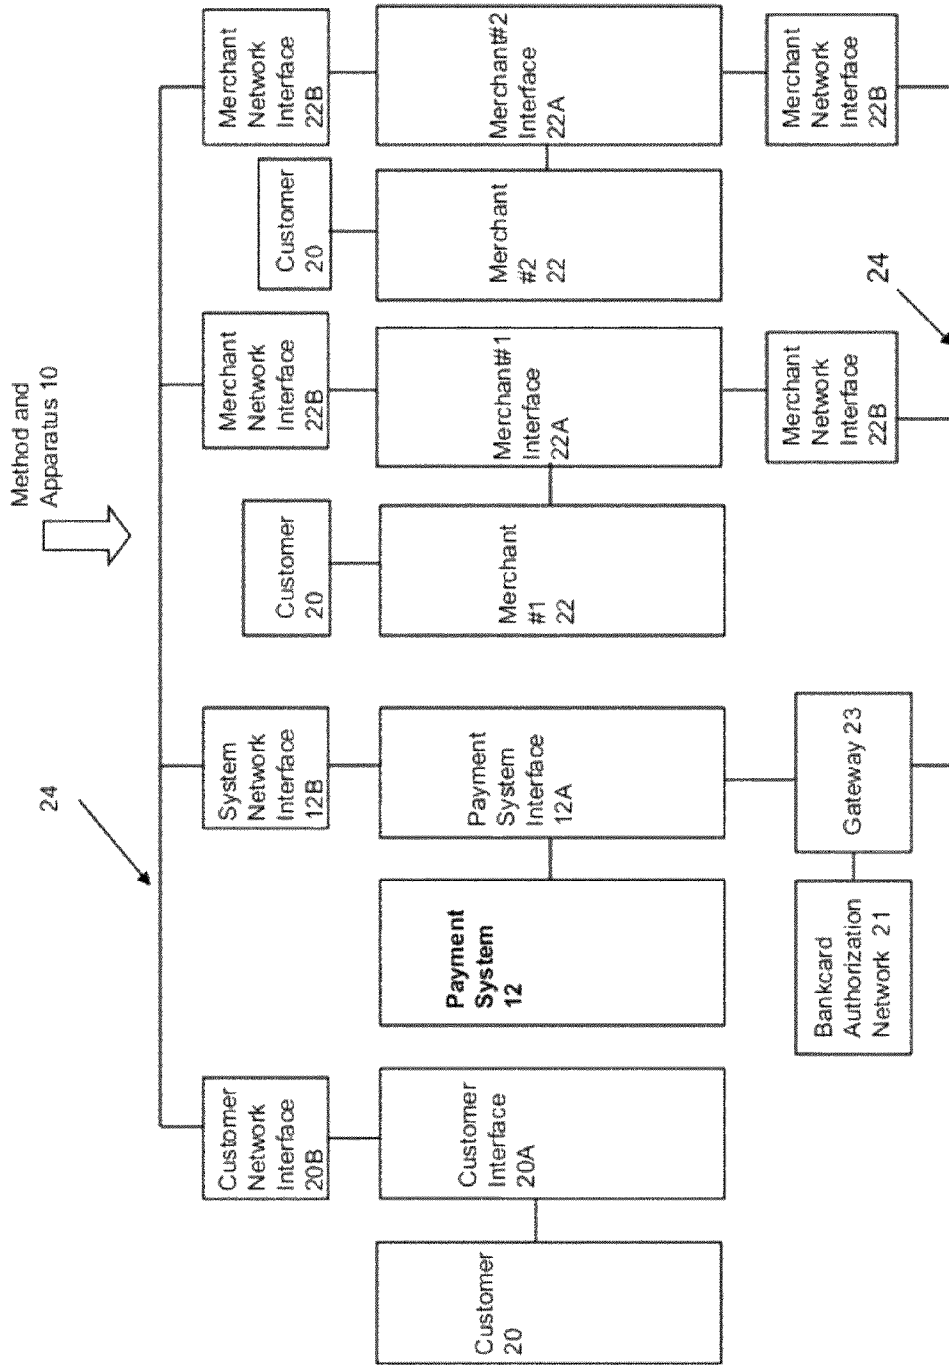 Method and
Apparatus 10
24
Customer
Network
Interface
20B
System
Network
Interface
12B
Merchant
Network
Interface
22B
Merchant
Network
Interface
22B
Customer
20
Customer
20
Customer
20
Customer
Interface
20A
Payment
System
12
Payment
System
Interface
12A
Merchant
#1
22
Merchant#1
Interface
22A
Merchant
#2
22
Merchant#2
Interface
22A
Bankcard
Authorization
Network 21
Gateway 23
Merchant
Network
Interface
22B
Merchant
Network
Interface
22B
24